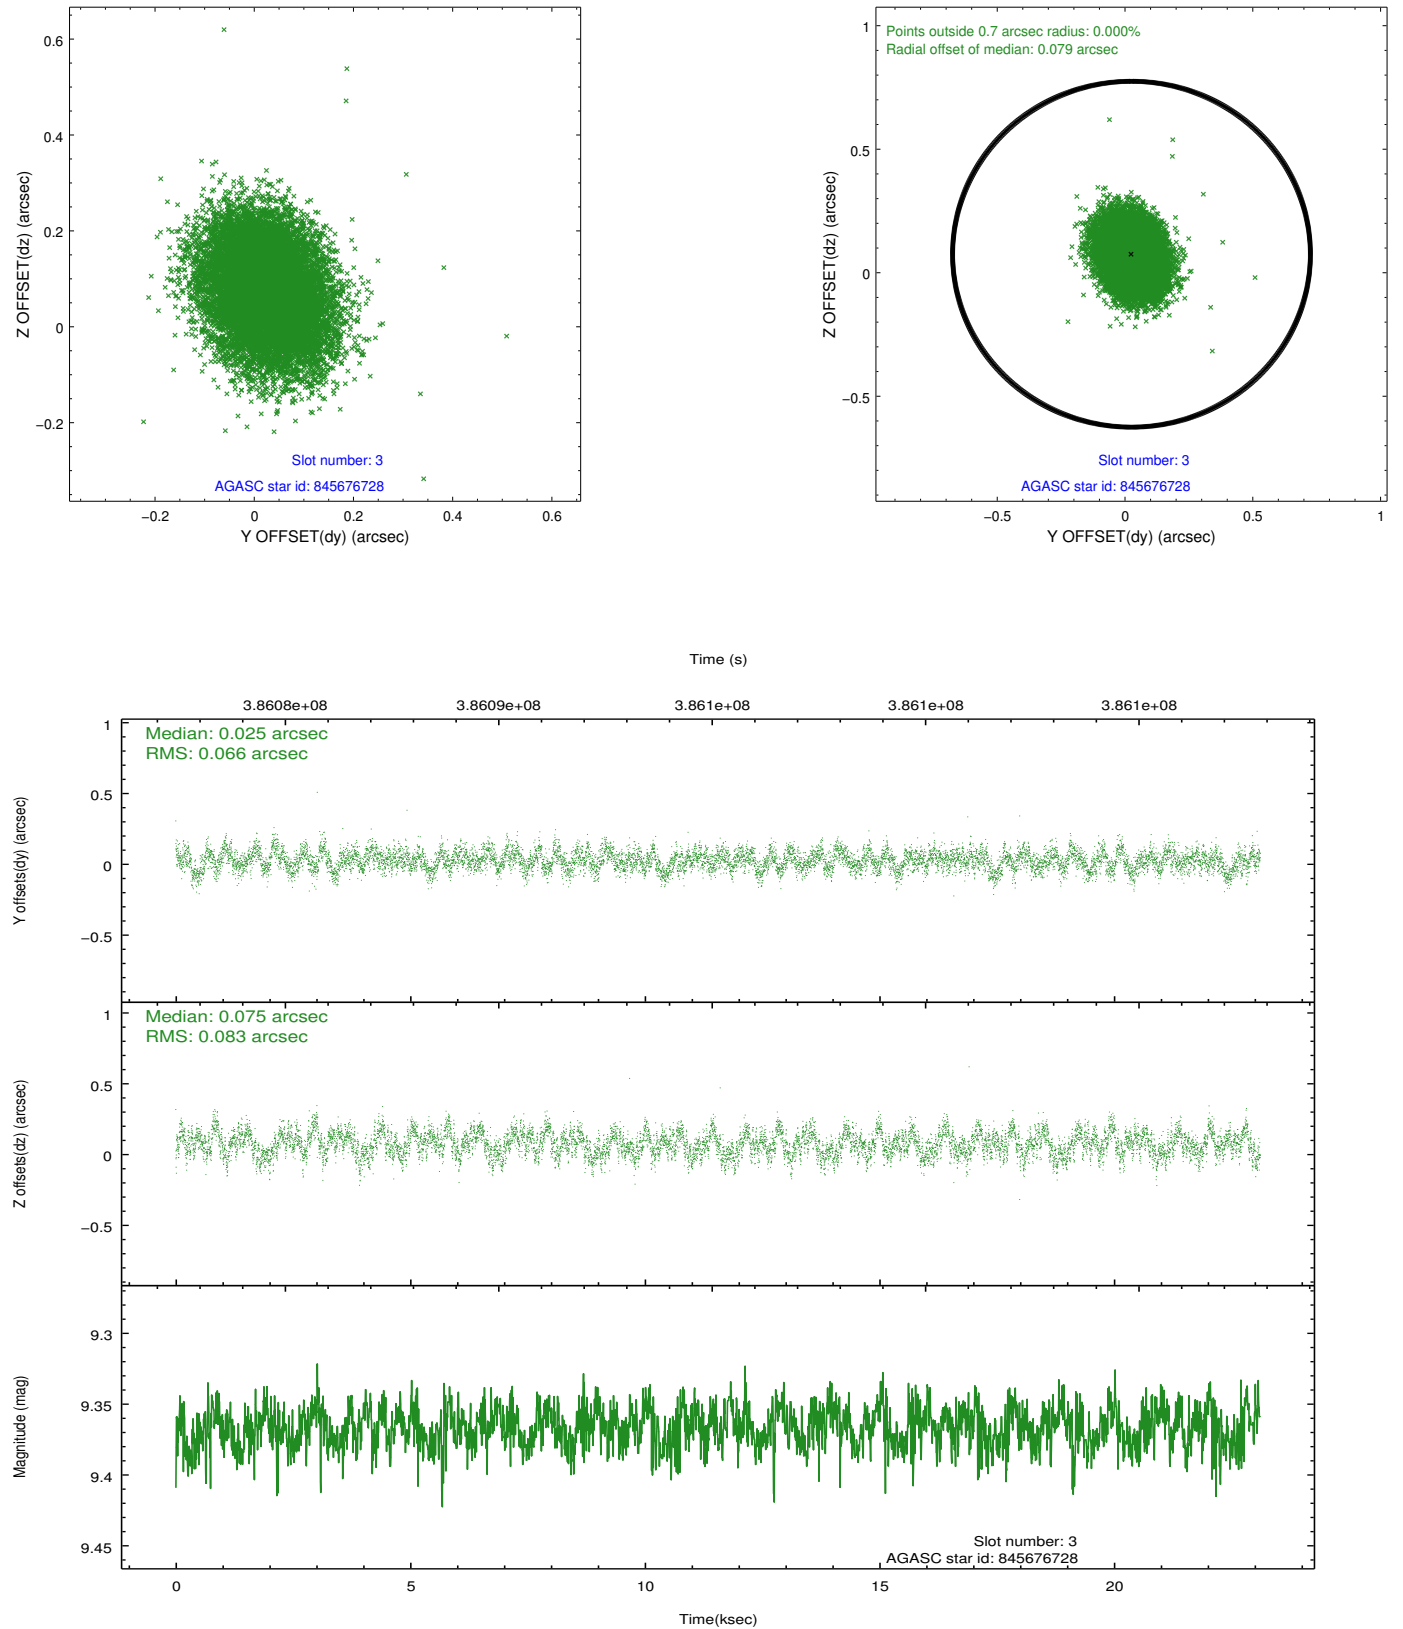 0.6
0.4
0.2
0
−0.2
Z OFFSET(dz) (arcsec)
Slot number: 3
AGASC star id: 845676728
−0.2 0 0.2 0.4 0.6
Y OFFSET(dy) (arcsec)
Points outside 0.7 arcsec radius: 0.000%
Radial offset of median: 0.079 arcsec
1
0.5
0
−0.5
Z OFFSET(dz) (arcsec)
Slot number: 3
AGASC star id: 845676728
−0.5 0 0.5 1
Y OFFSET(dy) (arcsec)
Time (s)
3.8608e+08 3.8609e+08 3.861e+08 3.861e+08 3.861e+08
Median: 0.025 arcsec
RMS: 0.066 arcsec
1
0.5
0
−0.5
Y offsets(dy) (arcsec)
Median: 0.075 arcsec
RMS: 0.083 arcsec
1
0.5
0
−0.5
Z offsets(dz) (arcsec)
9.3
9.35
9.4
9.45
Magnitude (mag)
Slot number: 3
AGASC star id: 845676728
0 5 10 15 20
Time(ksec)